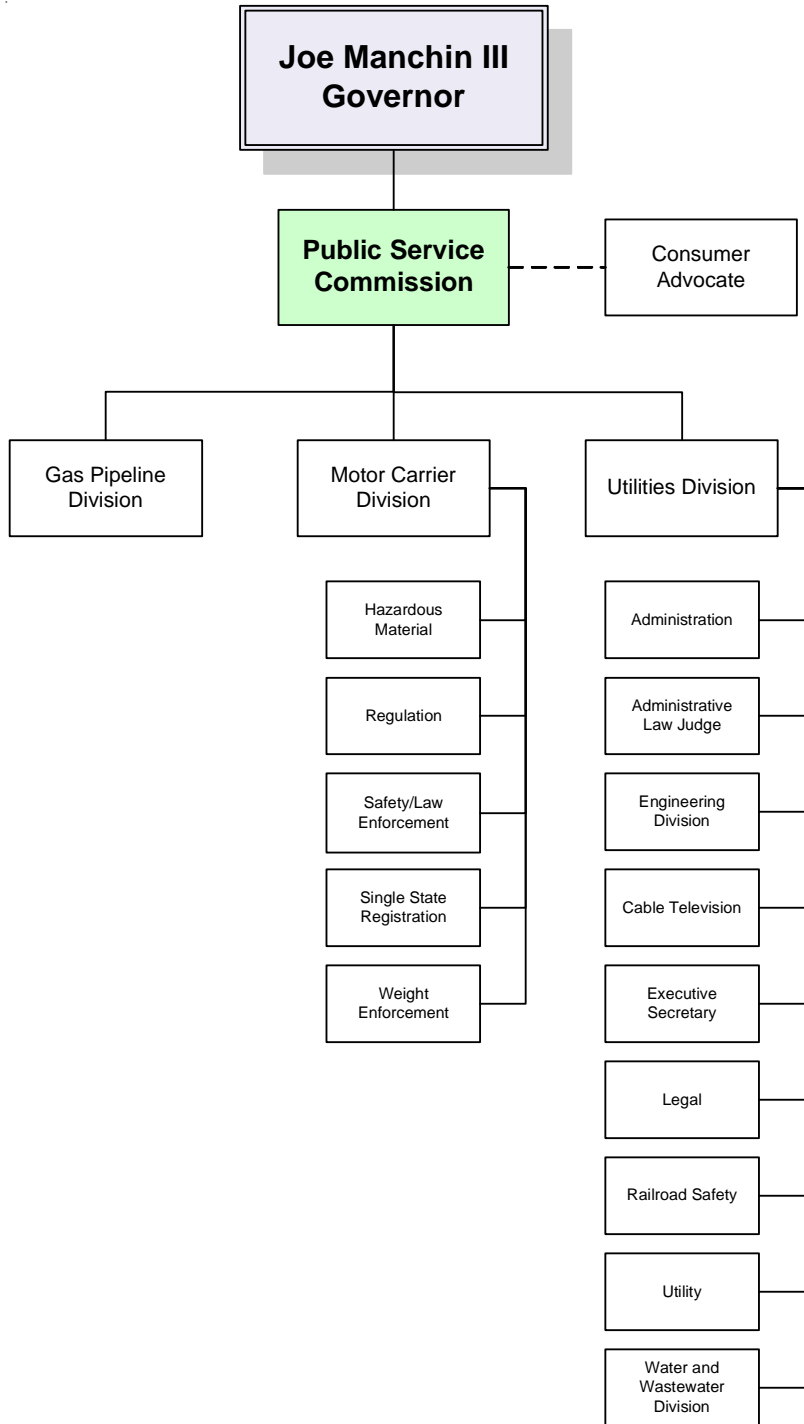 Joe Manchin III
Governor
Public Service
Commission
Consumer
Advocate
Gas Pipeline
Division
Motor Carrier
Division
Utilities Division
Hazardous
Material
Regulation
Safety/Law
Enforcement
Single State
Registration
Weight
Enforcement
Administration
Administrative
Law Judge
Engineering
Division
Cable Television
Executive
Secretary
Legal
Railroad Safety
Utility
Water and
Wastewater
Division